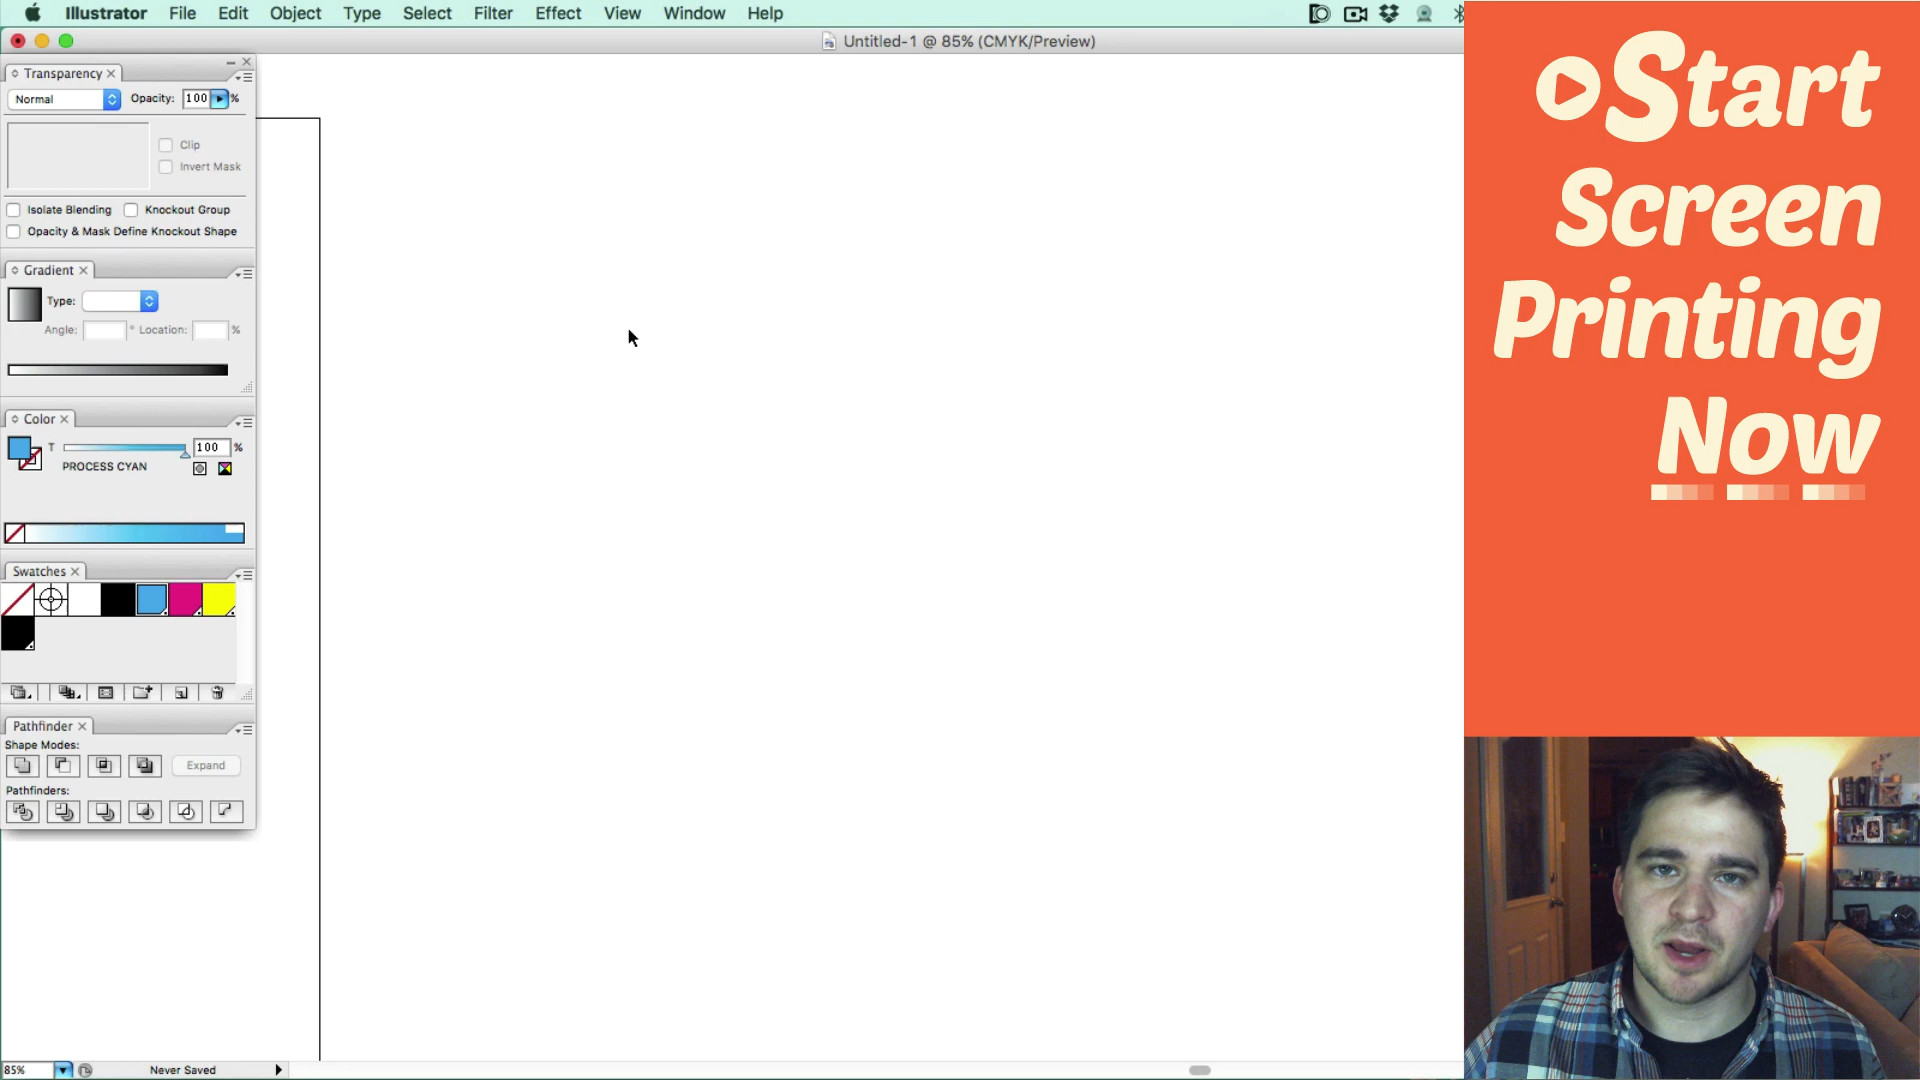 Illustrator File Edit Object Type Select Filter Effect View Window Help
Untitled-1 @ 85% (CMYK/Preview)
Transparency
Normal Opacity: 100 %
Clip
Invert Mask
Isolate Blending Knockout Group
Opacity & Mask Define Knockout Shape
Gradient
Type:
Angle: ° Location: %
Color
T 100 %
PROCESS CYAN
Swatches
Pathfinder
Shape Modes:
Expand
Pathfinders:
85% Never Saved
Start
Screen
Printing
Now